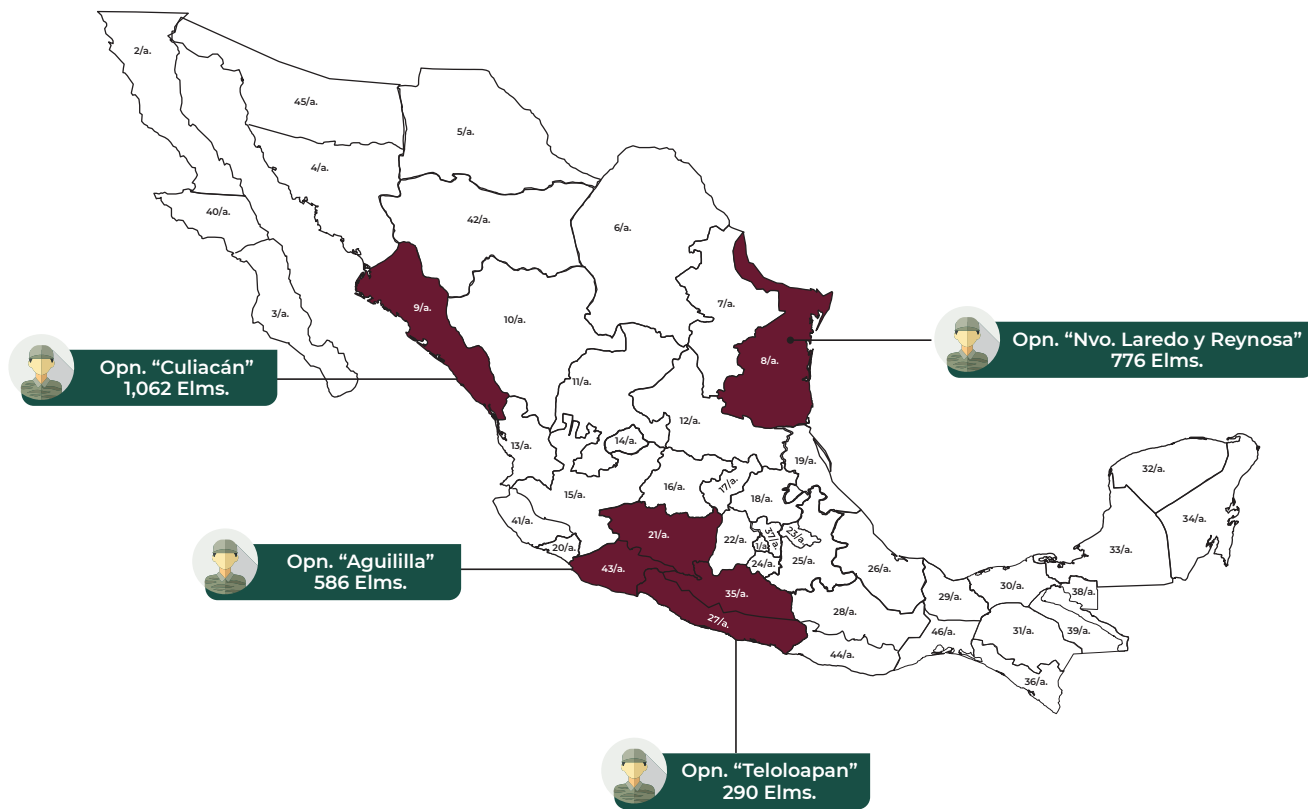 2/a.
45/a.
5/a.
4/a.
40/a.
42/a.
6/a.
9/a.
7/a.
3/a.
10/a.
Opn. “Nvo. Laredo y Reynosa”
776 Elms.
8/a.
Opn. “Culiacán”
1,062 Elms.
11/a.
12/a.
13/a.
14/a.
19/a.
32/a.
16/a.
17/a.
15/a.
18/a.
41/a.
34/a.
21/a.
22/a.
37/a.
23/a.
1/a.
33/a.
20/a.
24/a.
25/a.
26/a.
Opn. “Aguililla”
586 Elms.
43/a.
35/a.
29/a.
30/a.
38/a.
28/a.
27/a.
46/a.
31/a.
39/a.
44/a.
36/a.
Opn. “Teloloapan”
290 Elms.